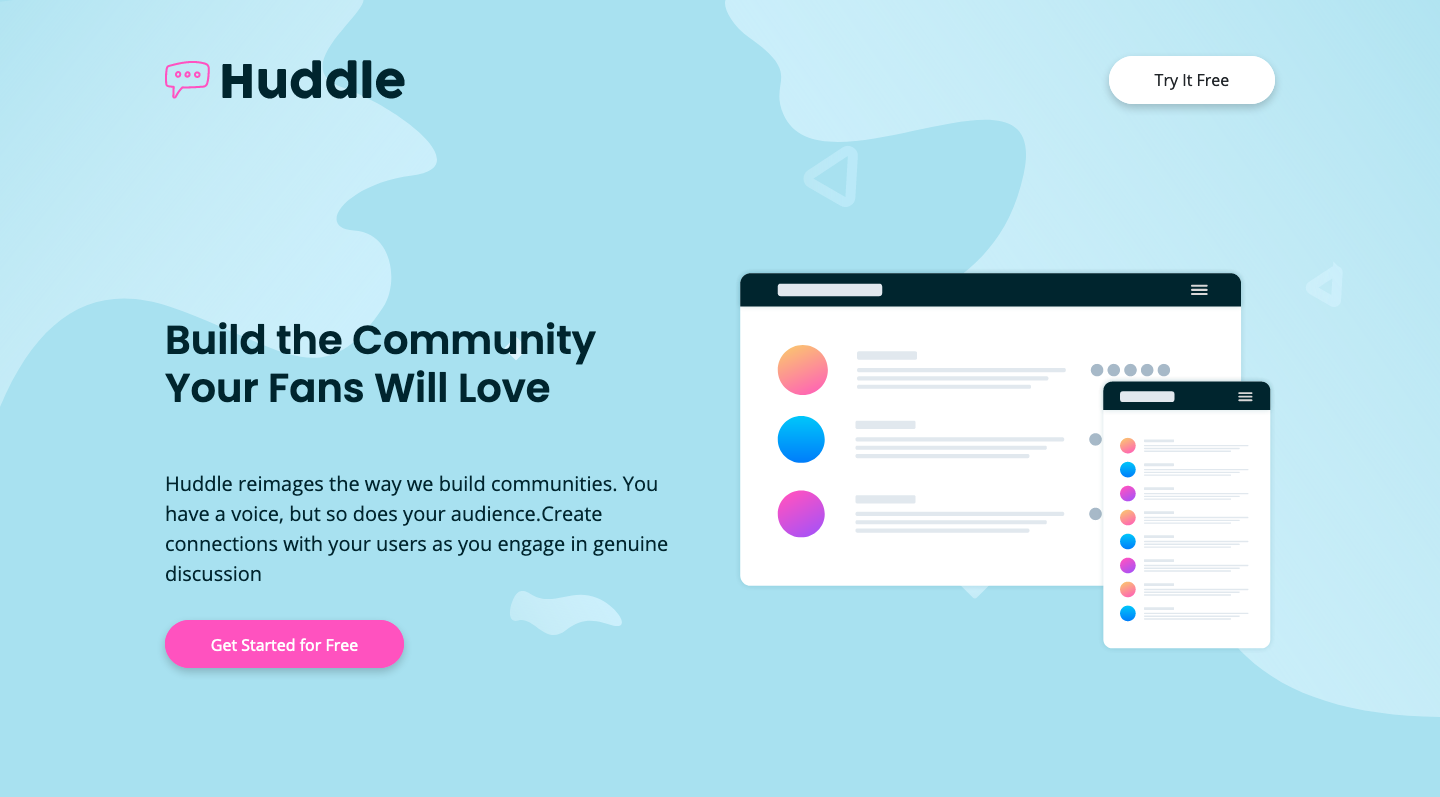 Huddle
Try It Free
Build the Community
Your Fans Will Love
Huddle reimages the way we build communities. You
have a voice, but so does your audience.Create
connections with your users as you engage in genuine
discussion
Get Started for Free